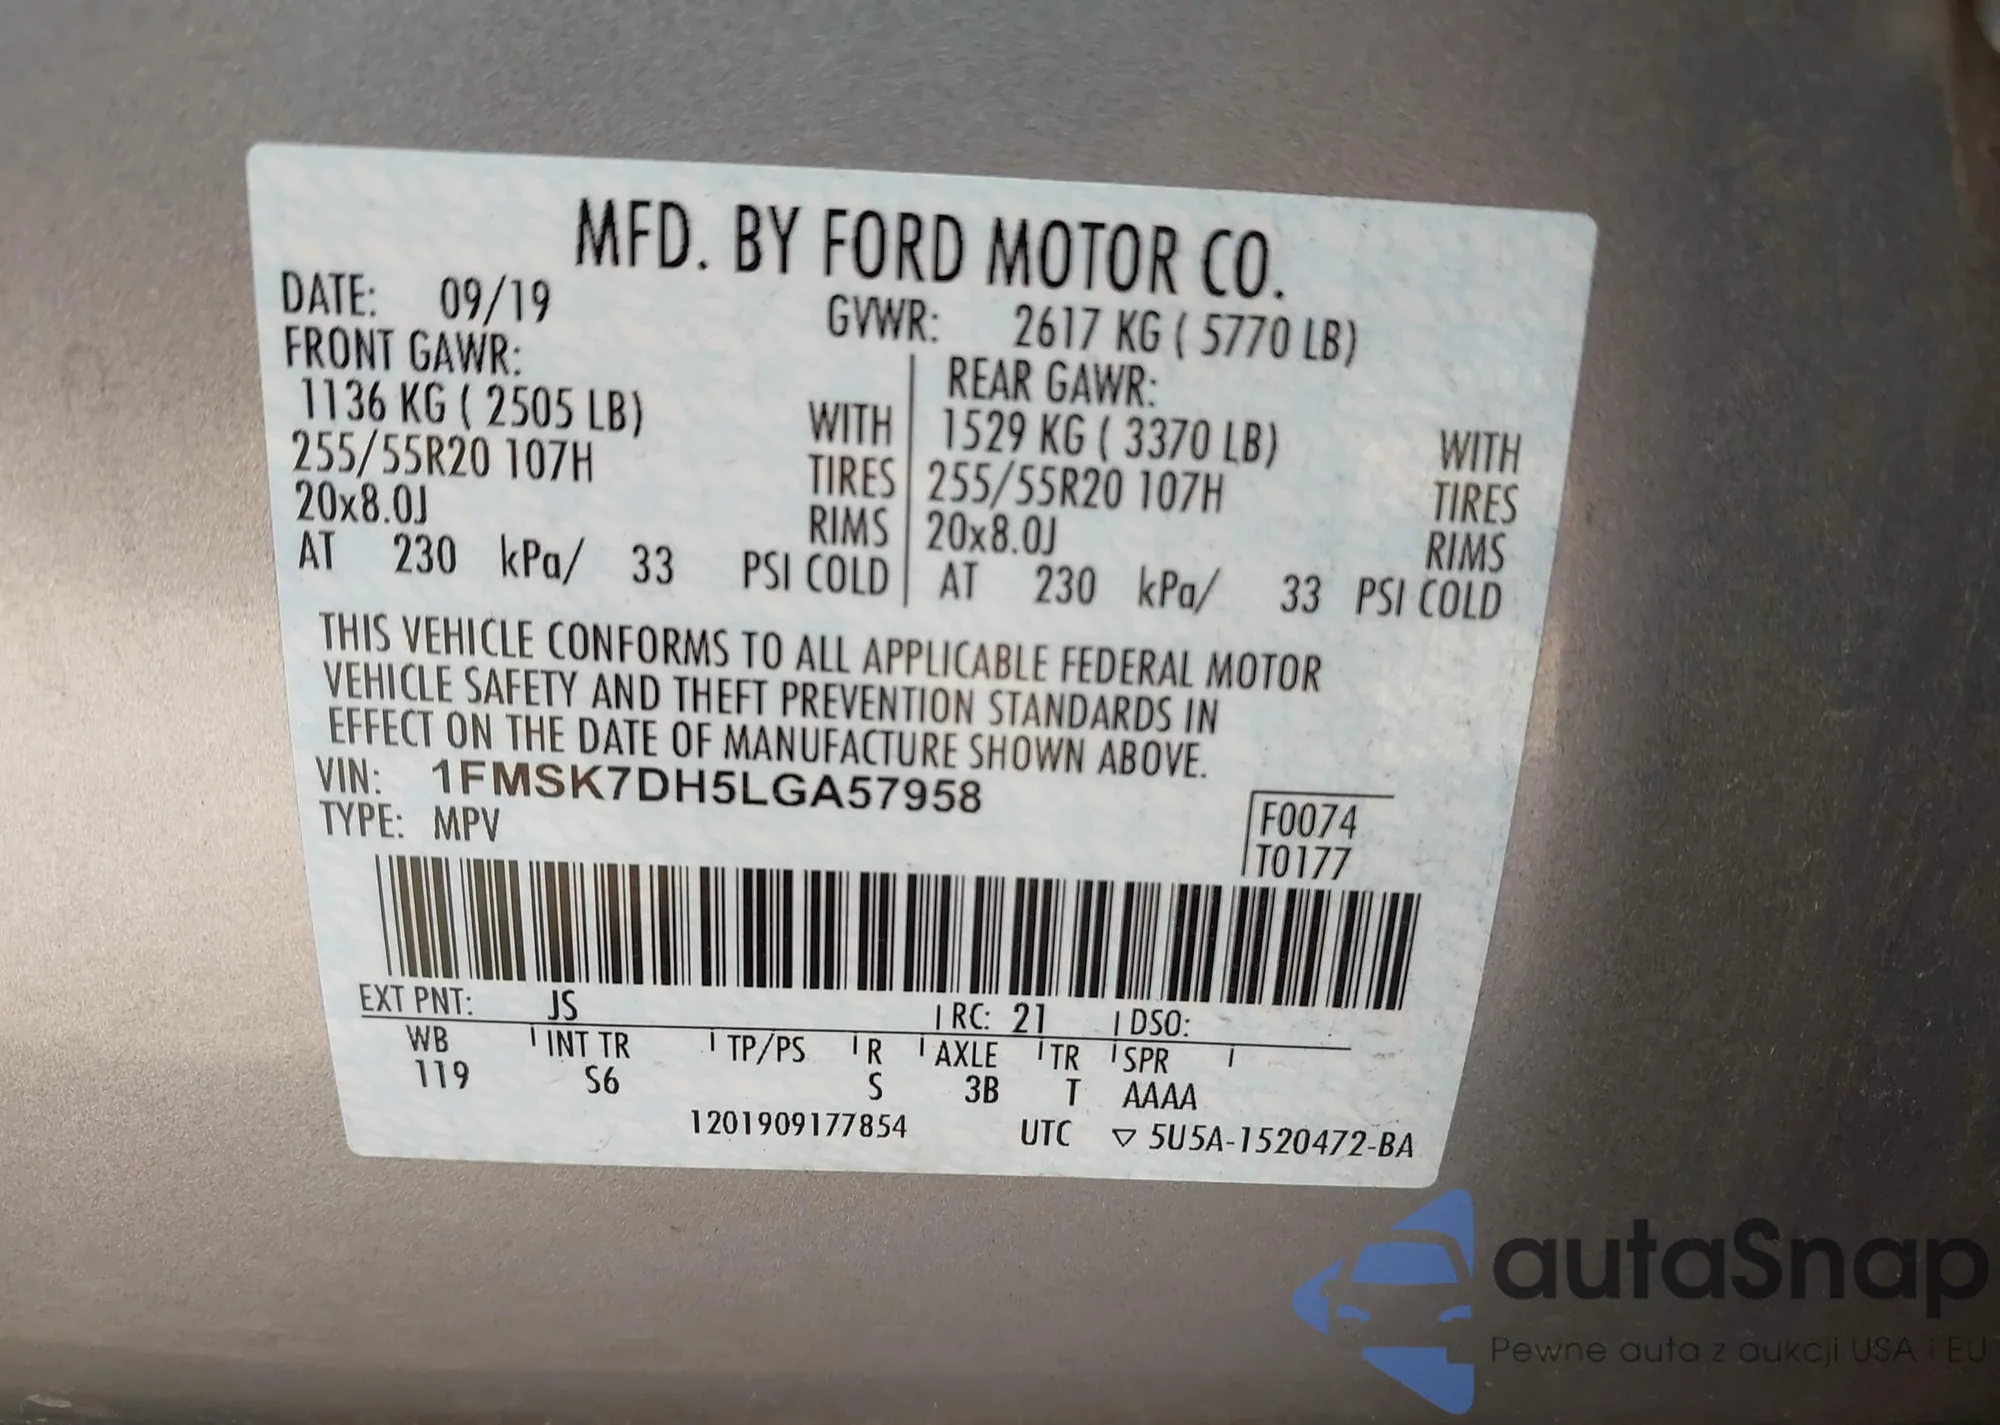 MFD. BY FORD MOTOR CO.
DATE: 09/19 GVWR: 2617 KG ( 5770 LB)
FRONT GAWR: REAR GAWR:
1136 KG ( 2505 LB) WITH 1529 KG ( 3370 LB) WITH
255/55R20 107H TIRES 255/55R20 107H TIRES
20x8.0J RIMS 20x8.0J RIMS
AT 230 kPa/ 33 PSI COLD AT 230 kPa/ 33 PSI COLD
THIS VEHICLE CONFORMS TO ALL APPLICABLE FEDERAL MOTOR
VEHICLE SAFETY AND THEFT PREVENTION STANDARDS IN
EFFECT ON THE DATE OF MANUFACTURE SHOWN ABOVE.
VIN: 1FMSK7DH5LGA57958
TYPE: MPV
F0074
T0177
EXT PNT: JS RC: 21 DSO:
WB INT TR TP/PS R AXLE TR SPR
119 S6 S 3B T AAAA
1201909177854 UTC ▽ 5U5A-1520472-BA
autaSnap
Pewne auta z aukcji USA i EU